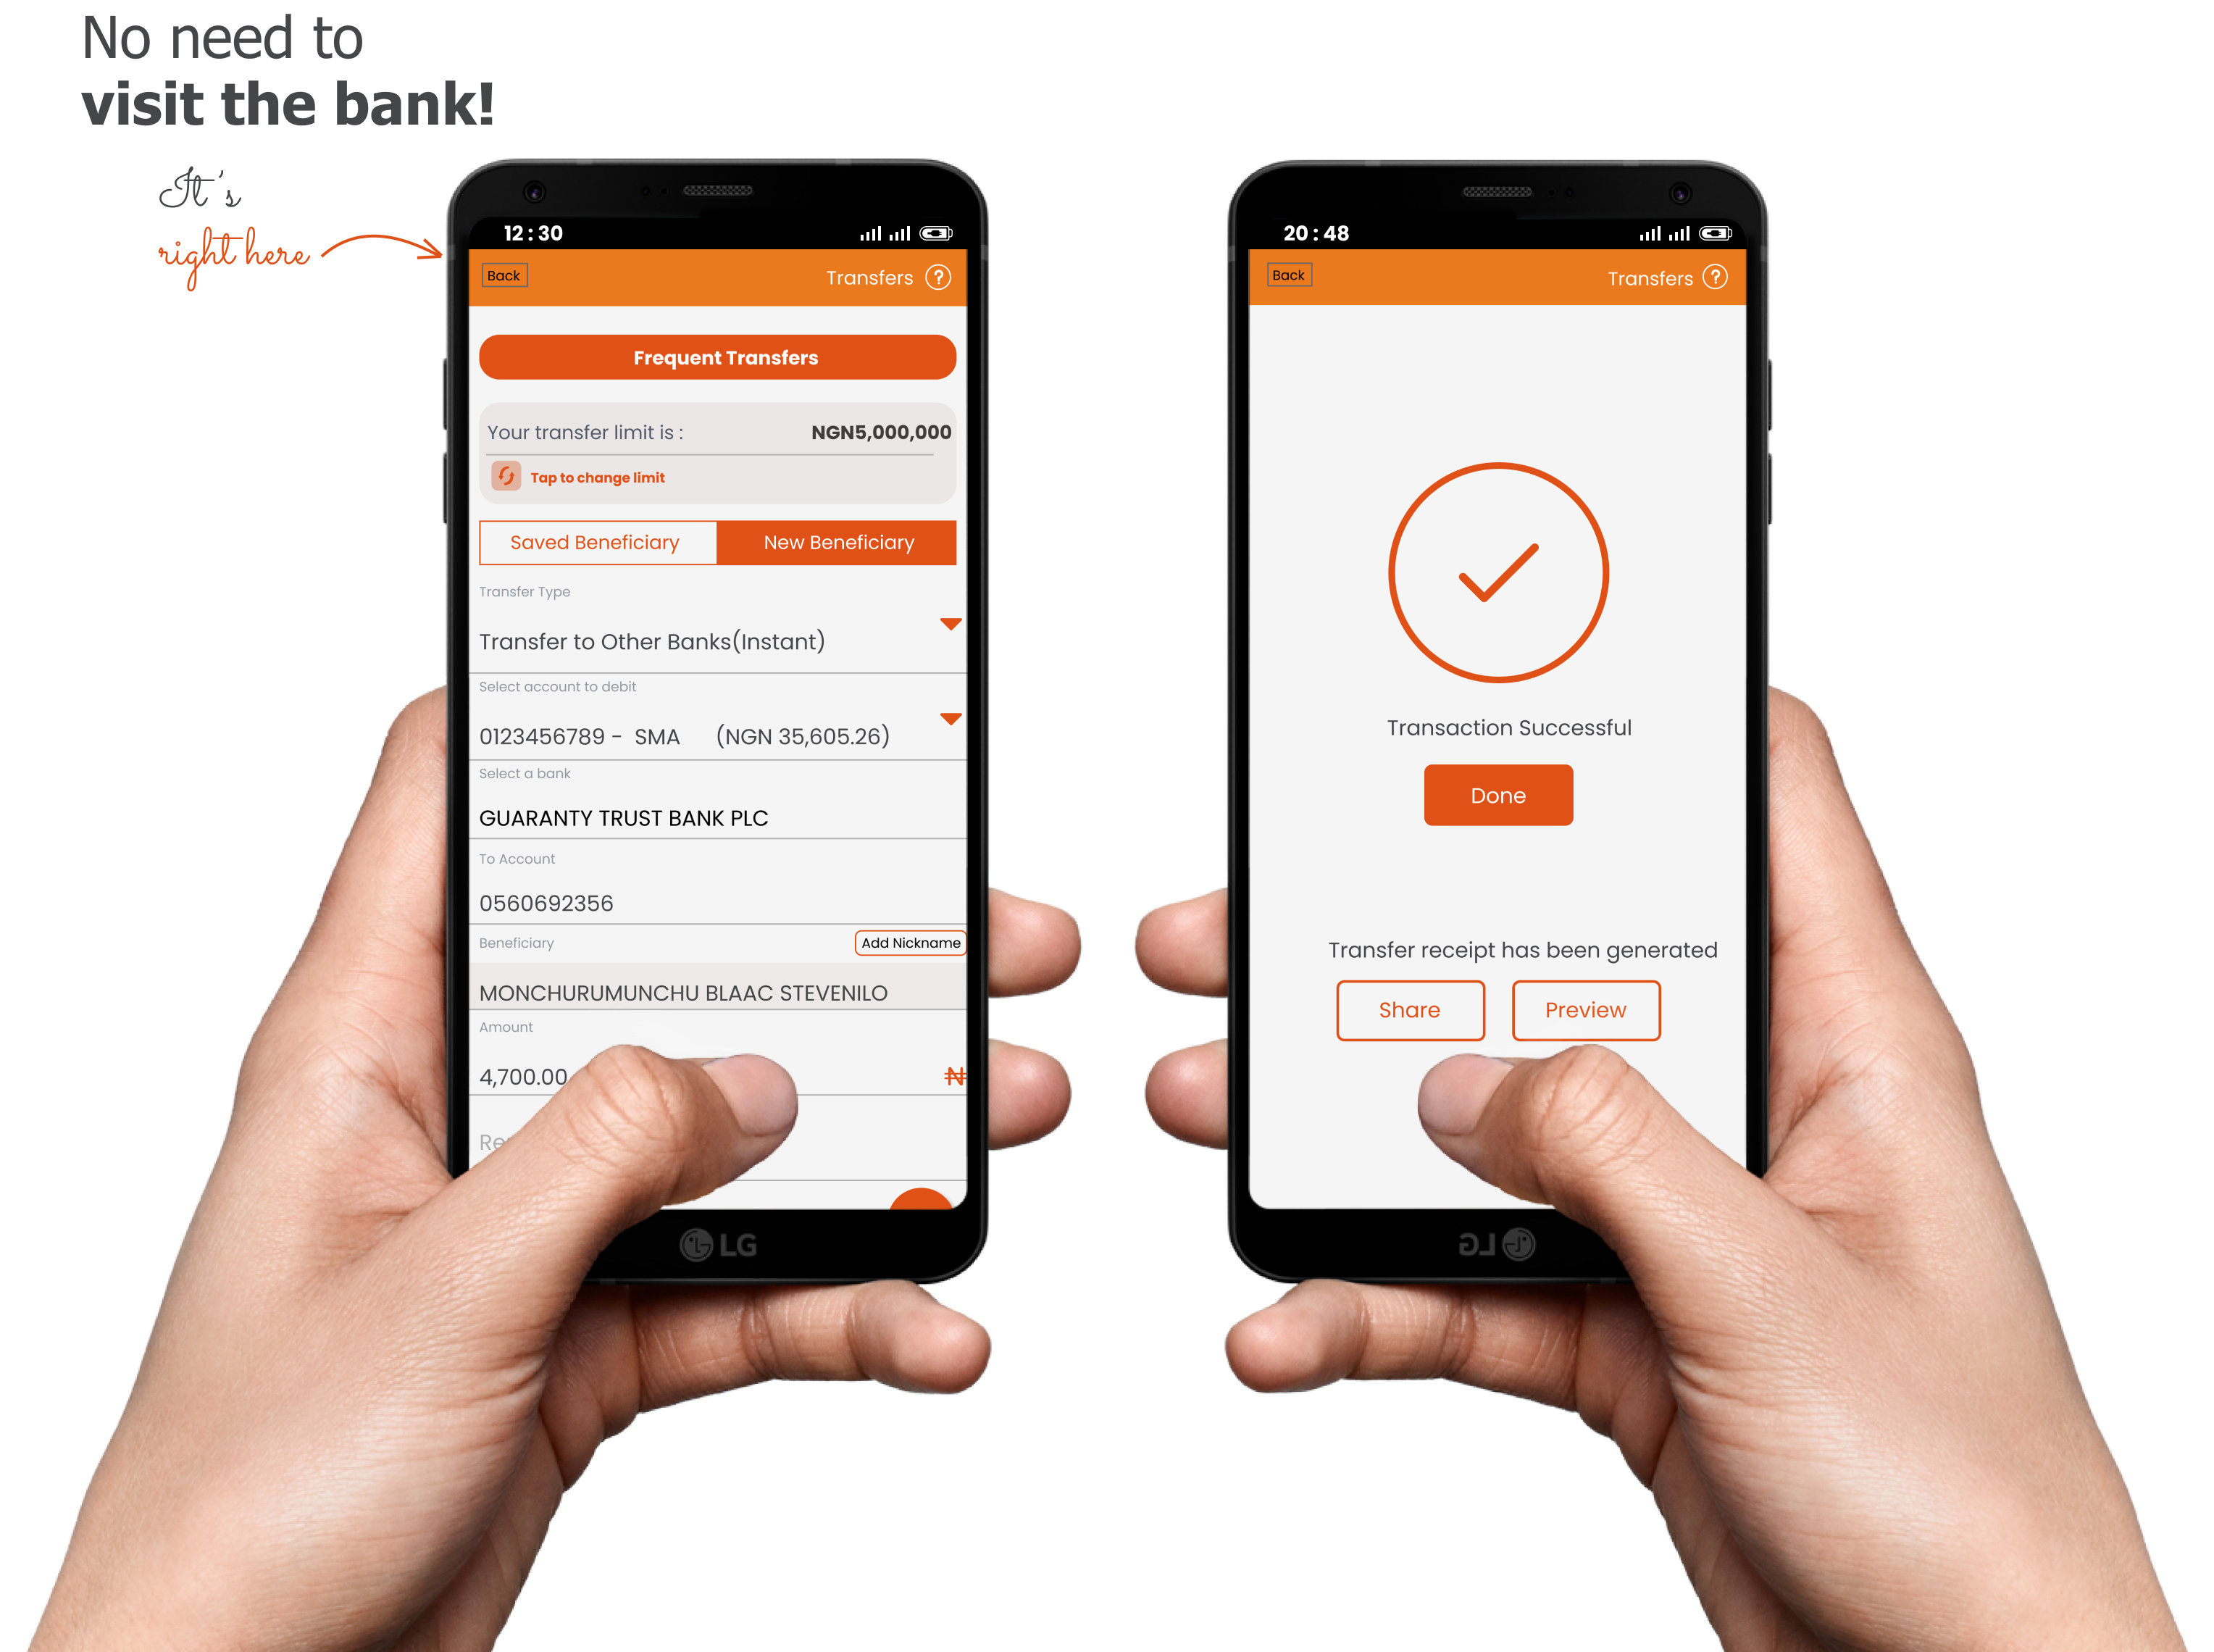 No need to
visit the bank!
It's
right here
12:30
Back
Transfers ?
Frequent Transfers
Your transfer limit is : NGN5,000,000
Tap to change limit
Saved Beneficiary New Beneficiary
Transfer Type
Transfer to Other Banks(Instant)
Select account to debit
0123456789 - SMA (NGN 35,605.26)
Select a bank
GUARANTY TRUST BANK PLC
To Account
0560692356
Beneficiary Add Nickname
MONCHURUMUNCHU BLAAC STEVENILO
Amount
4,700.00 ₦
LG
20:48
Back
Transfers ?
Transaction Successful
Done
Transfer receipt has been generated
Share Preview
LG